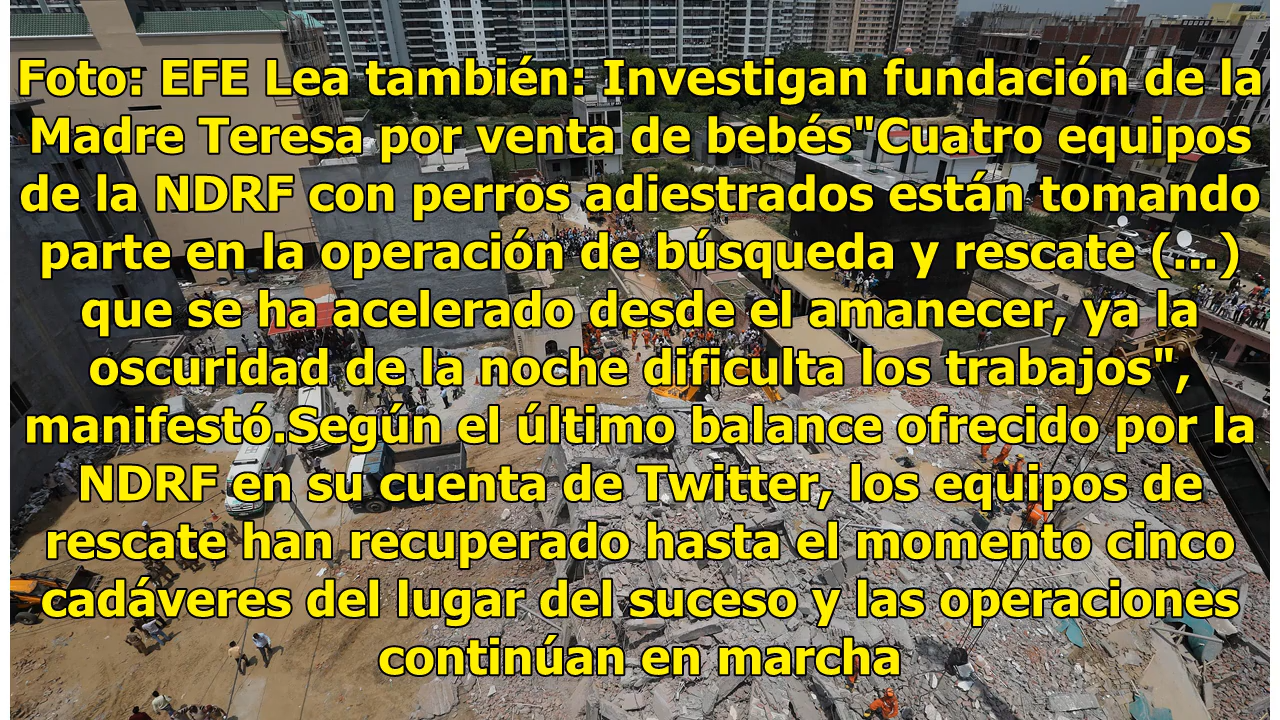 Foto: EFE Lea también: Investigan fundación de la
Madre Teresa por venta de bebés"Cuatro equipos
de la NDRF con perros adiestrados están tomando
parte en la operación de búsqueda y rescate (...)
que se ha acelerado desde el amanecer, ya la
oscuridad de la noche dificulta los trabajos",
manifestó.Según el último balance ofrecido por la
NDRF en su cuenta de Twitter, los equipos de
rescate han recuperado hasta el momento cinco
cadáveres del lugar del suceso y las operaciones
continúan en marcha